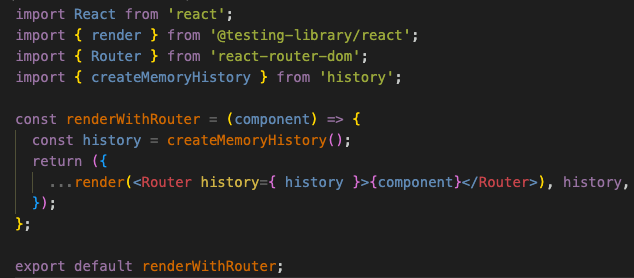 import React from 'react';
import { render } from '@testing-library/react';
import { Router } from 'react-router-dom';
import { createMemoryHistory } from 'history';

const renderWithRouter = (component) => {
  const history = createMemoryHistory();
  return ({
    ...render(<Router history={ history }>{component}</Router>), history,
  });
};

export default renderWithRouter;